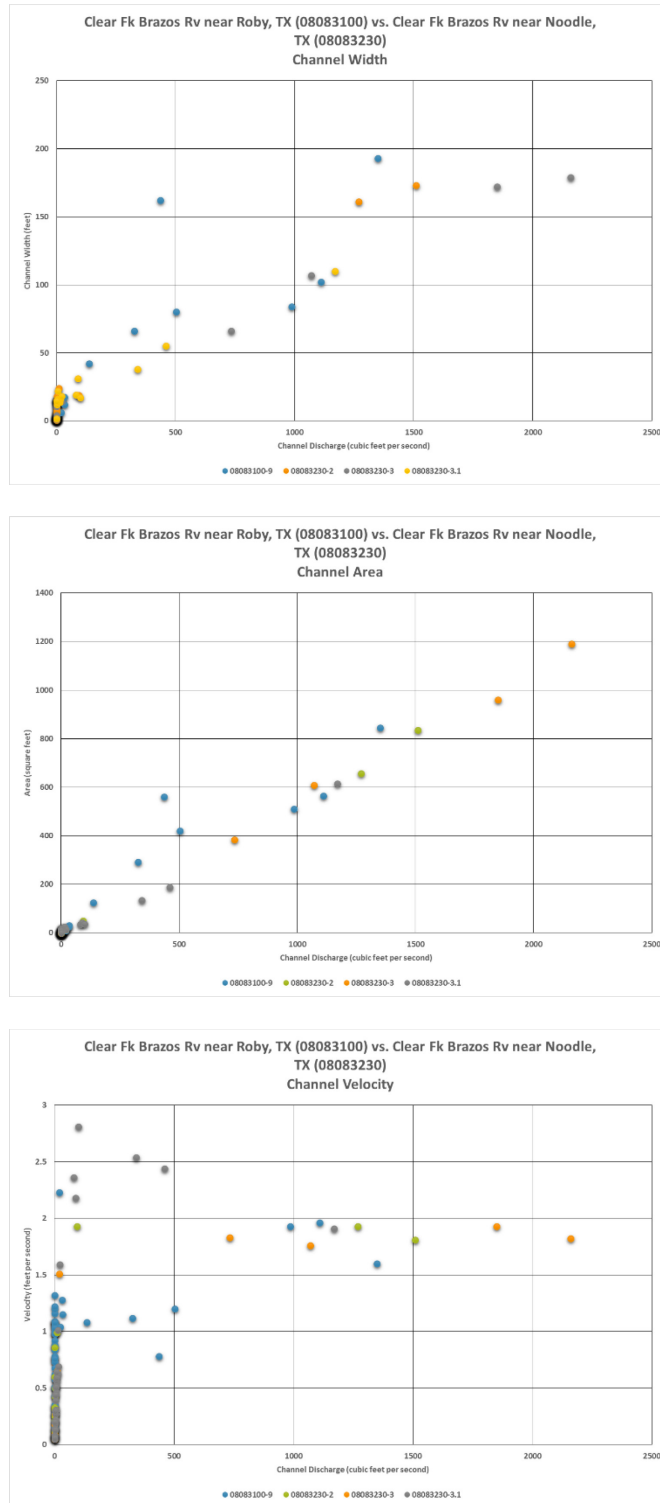 Clear Fk Brazos Rv near Roby, TX (08083100) vs. Clear Fk Brazos Rv near Noodle,
TX (08083230)
Channel Width
250
200
150
100
50
0
Channel Width (feet)
0 500 1000 1500 2000 2500
Channel Discharge (cubic feet per second)
08083100-9 08083230-2 08083230-3 08083230-3.1
Clear Fk Brazos Rv near Roby, TX (08083100) vs. Clear Fk Brazos Rv near Noodle,
TX (08083230)
Channel Area
1400
1200
1000
800
600
400
200
0
Area (square feet)
0 500 1000 1500 2000 2500
Channel Discharge (cubic feet per second)
08083100-9 08083230-2 08083230-3 08083230-3.1
Clear Fk Brazos Rv near Roby, TX (08083100) vs. Clear Fk Brazos Rv near Noodle,
TX (08083230)
Channel Velocity
3
2.5
2
1.5
1
0.5
0
Velocity (feet per second)
0 500 1000 1500 2000 2500
Channel Discharge (cubic feet per second)
08083100-9 08083230-2 08083230-3 08083230-3.1